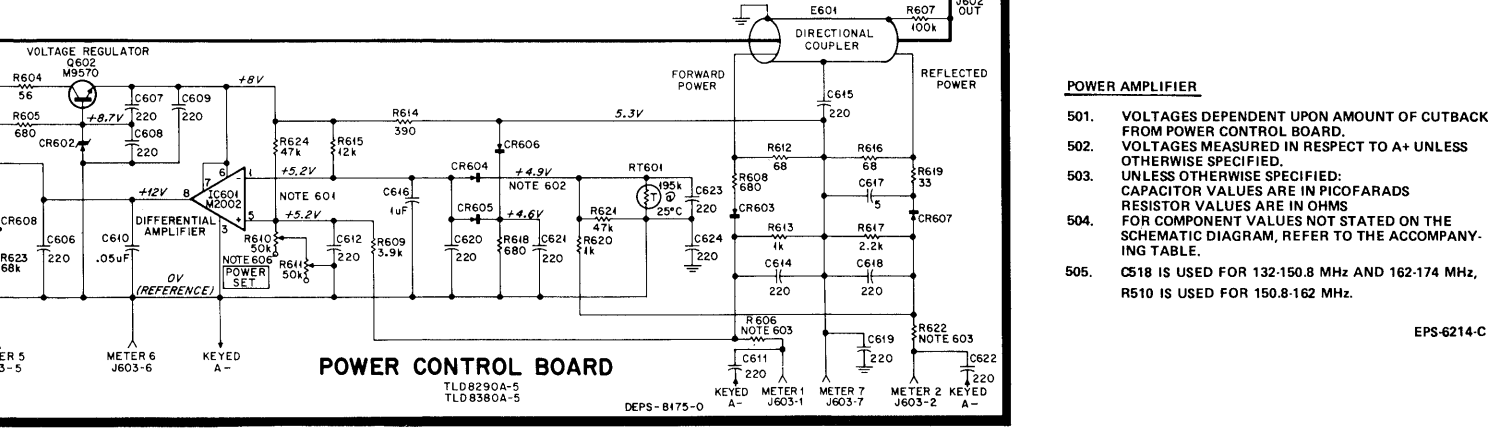 J602
OUT
E601
R607
100k
DIRECTIONAL
COUPLER
VOLTAGE REGULATOR
Q602
M9570
R604
56
+8V
FORWARD
POWER
REFLECTED
POWER
C607
220
C609
220
R605
680
+8.7V
C608
220
CR602
R614
390
5.3V
C615
220
R624
47k
R615
12k
CR606
R612
68
R616
68
R619
33
+5.2V
CR604
+4.9V
NOTE 602
RT601
195k
@
25°C
T
C623
220
R608
680
C617
5
+12V
8
7
6
1
IC601
M2002
5
3
NOTE 601
C616
1uF
CR603
CR607
DIFFERENTIAL
AMPLIFIER
+5.2V
CR605
+4.6V
R621
47k
CR608
C606
220
C610
.05uF
R610
50k
NOTE 606
POWER
SET
R611
50k
C612
220
R609
3.9k
C620
220
R618
680
C621
220
R620
1k
C624
220
R613
1k
R617
2.2k
R623
68k
C614
220
C618
220
0V
(REFERENCE)
R606
NOTE 603
R622
NOTE 603
C619
220
ER 5
3-5
METER 6
J603-6
KEYED
A-
POWER CONTROL BOARD
TLD8290A-5
TLD8380A-5
DEPS-8175-O
C611
220
C622
220
KEYED
A-
METER 1
J603-1
METER 7
J603-7
METER 2
J603-2
KEYED
A-
POWER AMPLIFIER
501. VOLTAGES DEPENDENT UPON AMOUNT OF CUTBACK
FROM POWER CONTROL BOARD.
502. VOLTAGES MEASURED IN RESPECT TO A+ UNLESS
OTHERWISE SPECIFIED.
503. UNLESS OTHERWISE SPECIFIED:
CAPACITOR VALUES ARE IN PICOFARADS
RESISTOR VALUES ARE IN OHMS
504. FOR COMPONENT VALUES NOT STATED ON THE
SCHEMATIC DIAGRAM, REFER TO THE ACCOMPANY-
ING TABLE.
505. C518 IS USED FOR 132-150.8 MHz AND 162-174 MHz,
R510 IS USED FOR 150.8-162 MHz.
EPS-6214-C